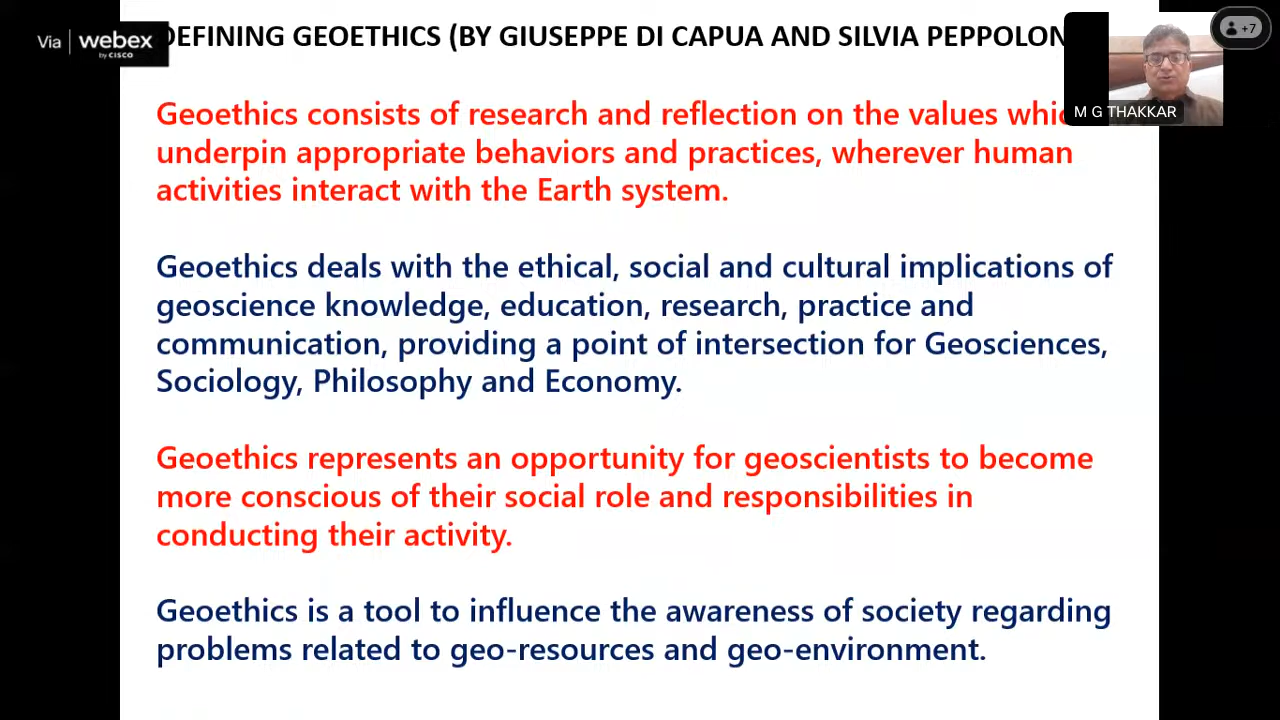 Via webex
by CISCO
DEFINING GEOETHICS (BY GIUSEPPE DI CAPUA AND SILVIA PEPPOLON
+7
M G THAKKAR
Geoethics consists of research and reflection on the values
underpin appropriate behaviors and practices, wherever human
activities interact with the Earth system.
Geoethics deals with the ethical, social and cultural implications of
geoscience knowledge, education, research, practice and
communication, providing a point of intersection for Geosciences,
Sociology, Philosophy and Economy.
Geoethics represents an opportunity for geoscientists to become
more conscious of their social role and responsibilities in
conducting their activity.
Geoethics is a tool to influence the awareness of society regarding
problems related to geo-resources and geo-environment.